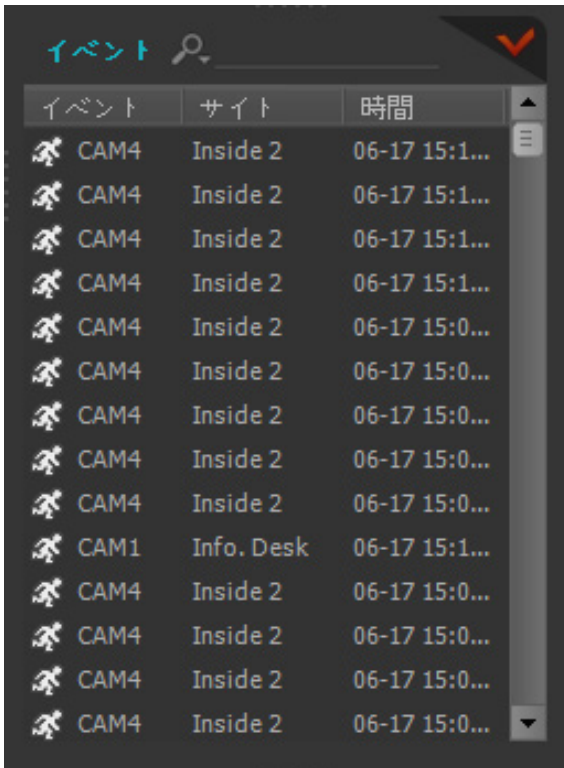 イベント
イベント サイト 時間
CAM4 Inside 2 06-17 15:1...
CAM4 Inside 2 06-17 15:1...
CAM4 Inside 2 06-17 15:1...
CAM4 Inside 2 06-17 15:1...
CAM4 Inside 2 06-17 15:0...
CAM4 Inside 2 06-17 15:0...
CAM4 Inside 2 06-17 15:0...
CAM4 Inside 2 06-17 15:0...
CAM4 Inside 2 06-17 15:0...
CAM1 Info. Desk 06-17 15:1...
CAM4 Inside 2 06-17 15:0...
CAM4 Inside 2 06-17 15:0...
CAM4 Inside 2 06-17 15:0...
CAM4 Inside 2 06-17 15:0...